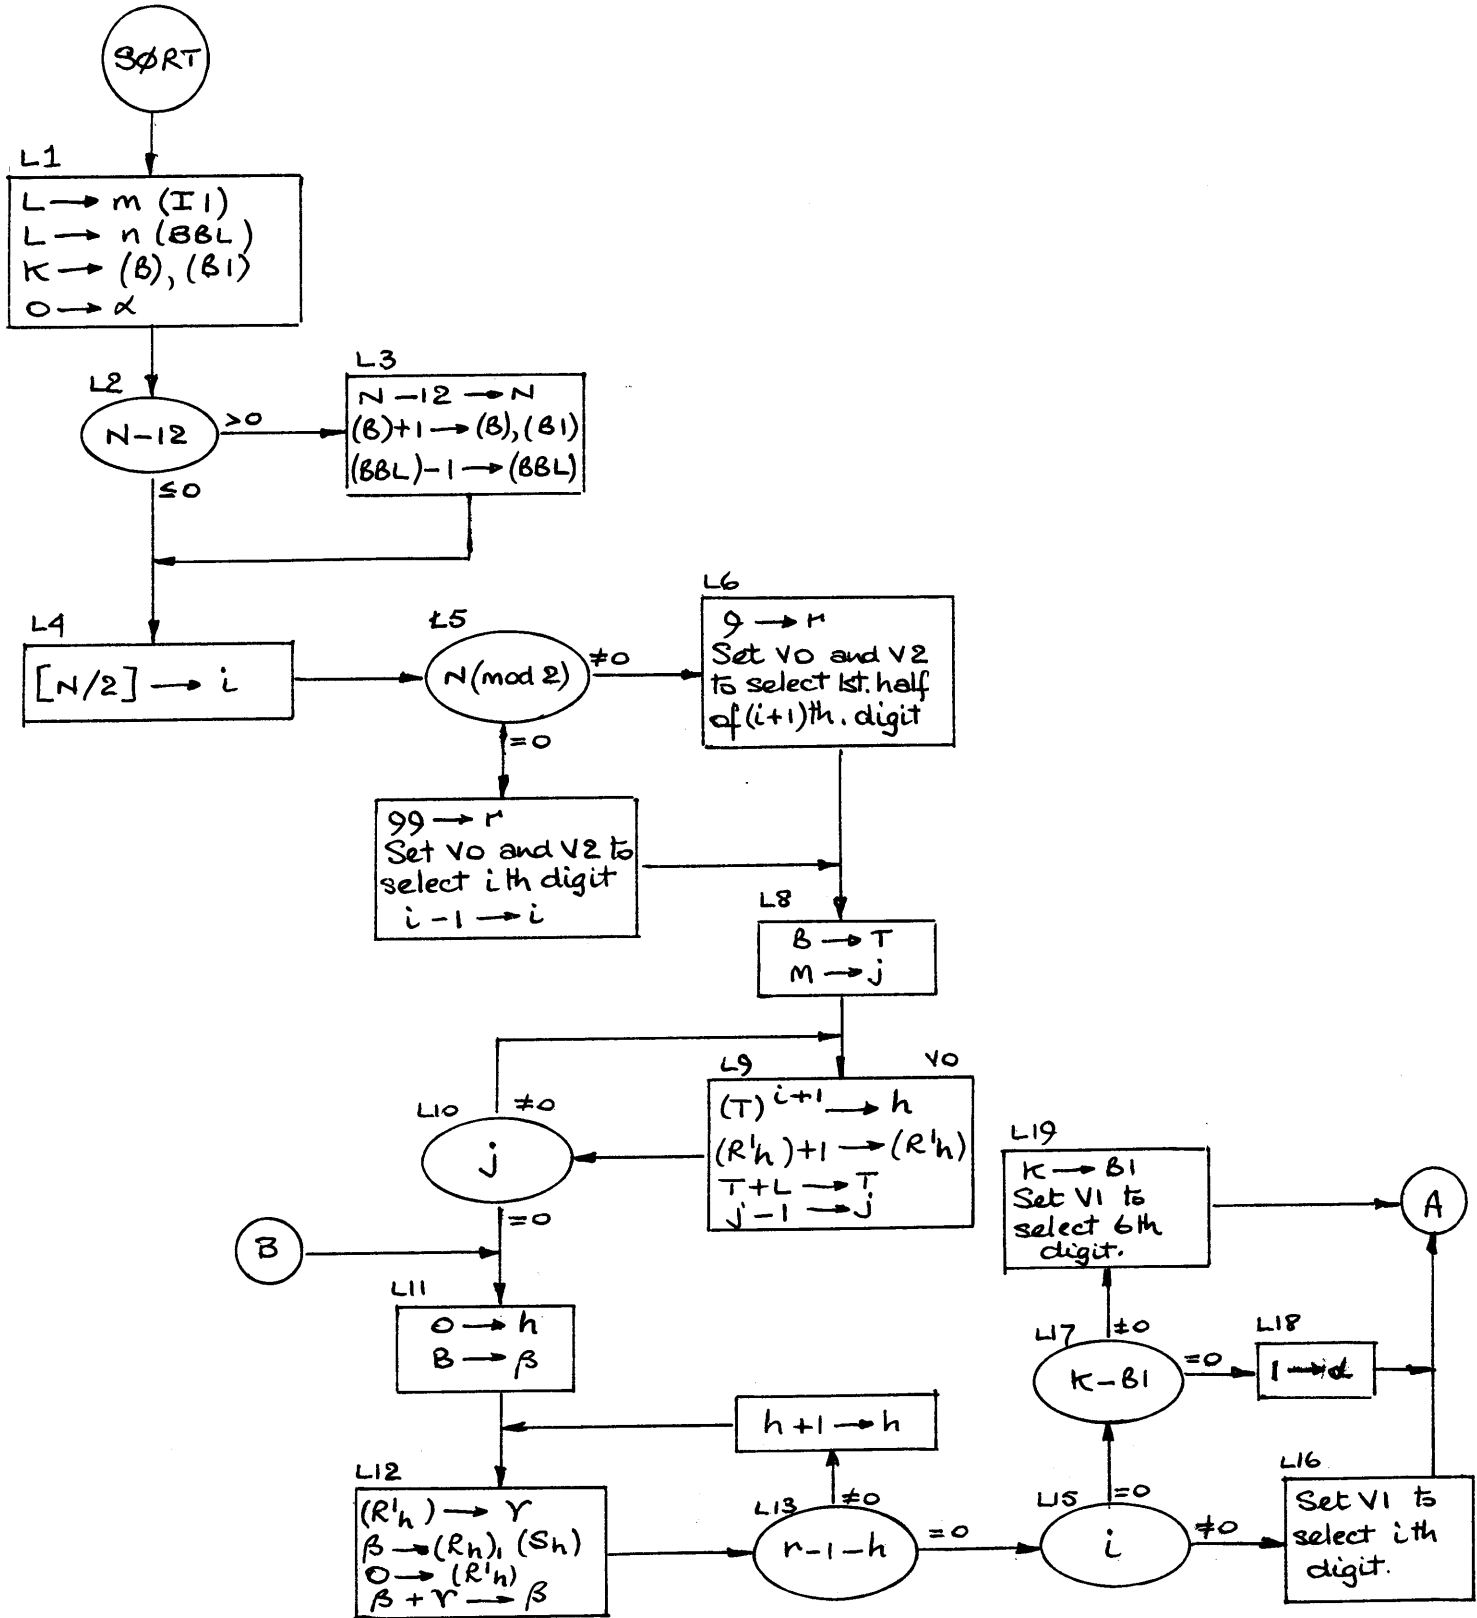 SØRT
L1
L → m (I1)
L → n (BBL)
K → (B), (B1)
0 → α
L2
N-12
>0
≤0
L3
N-12 → N
(B)+1 → (B), (B1)
(BBL)-1 → (BBL)
L4
[N/2] → i
L5
N(mod 2)
≠0
=0
L6
9 → r
Set V0 and V2
to select 1st. half
of (i+1)th. digit
99 → r
Set V0 and V2 to
select i th digit
i-1 → i
L8
B → T
M → j
L9
V0
(T)^i+1 → h
(R'h)+1 → (R'h)
T+L → T
j-1 → j
L10
≠0
j
=0
B
L11
0 → h
B → β
h+1 → h
L12
(R'h) → γ
β → (Rh), (Sh)
0 → (R'h)
β + γ → β
L13
≠0
r-1-h
=0
L15
=0
i
≠0
L16
Set V1 to
select i th
digit.
L17
≠0
K-B1
=0
L18
1 → α
L19
K → B1
Set V1 to
select 6th
digit.
A